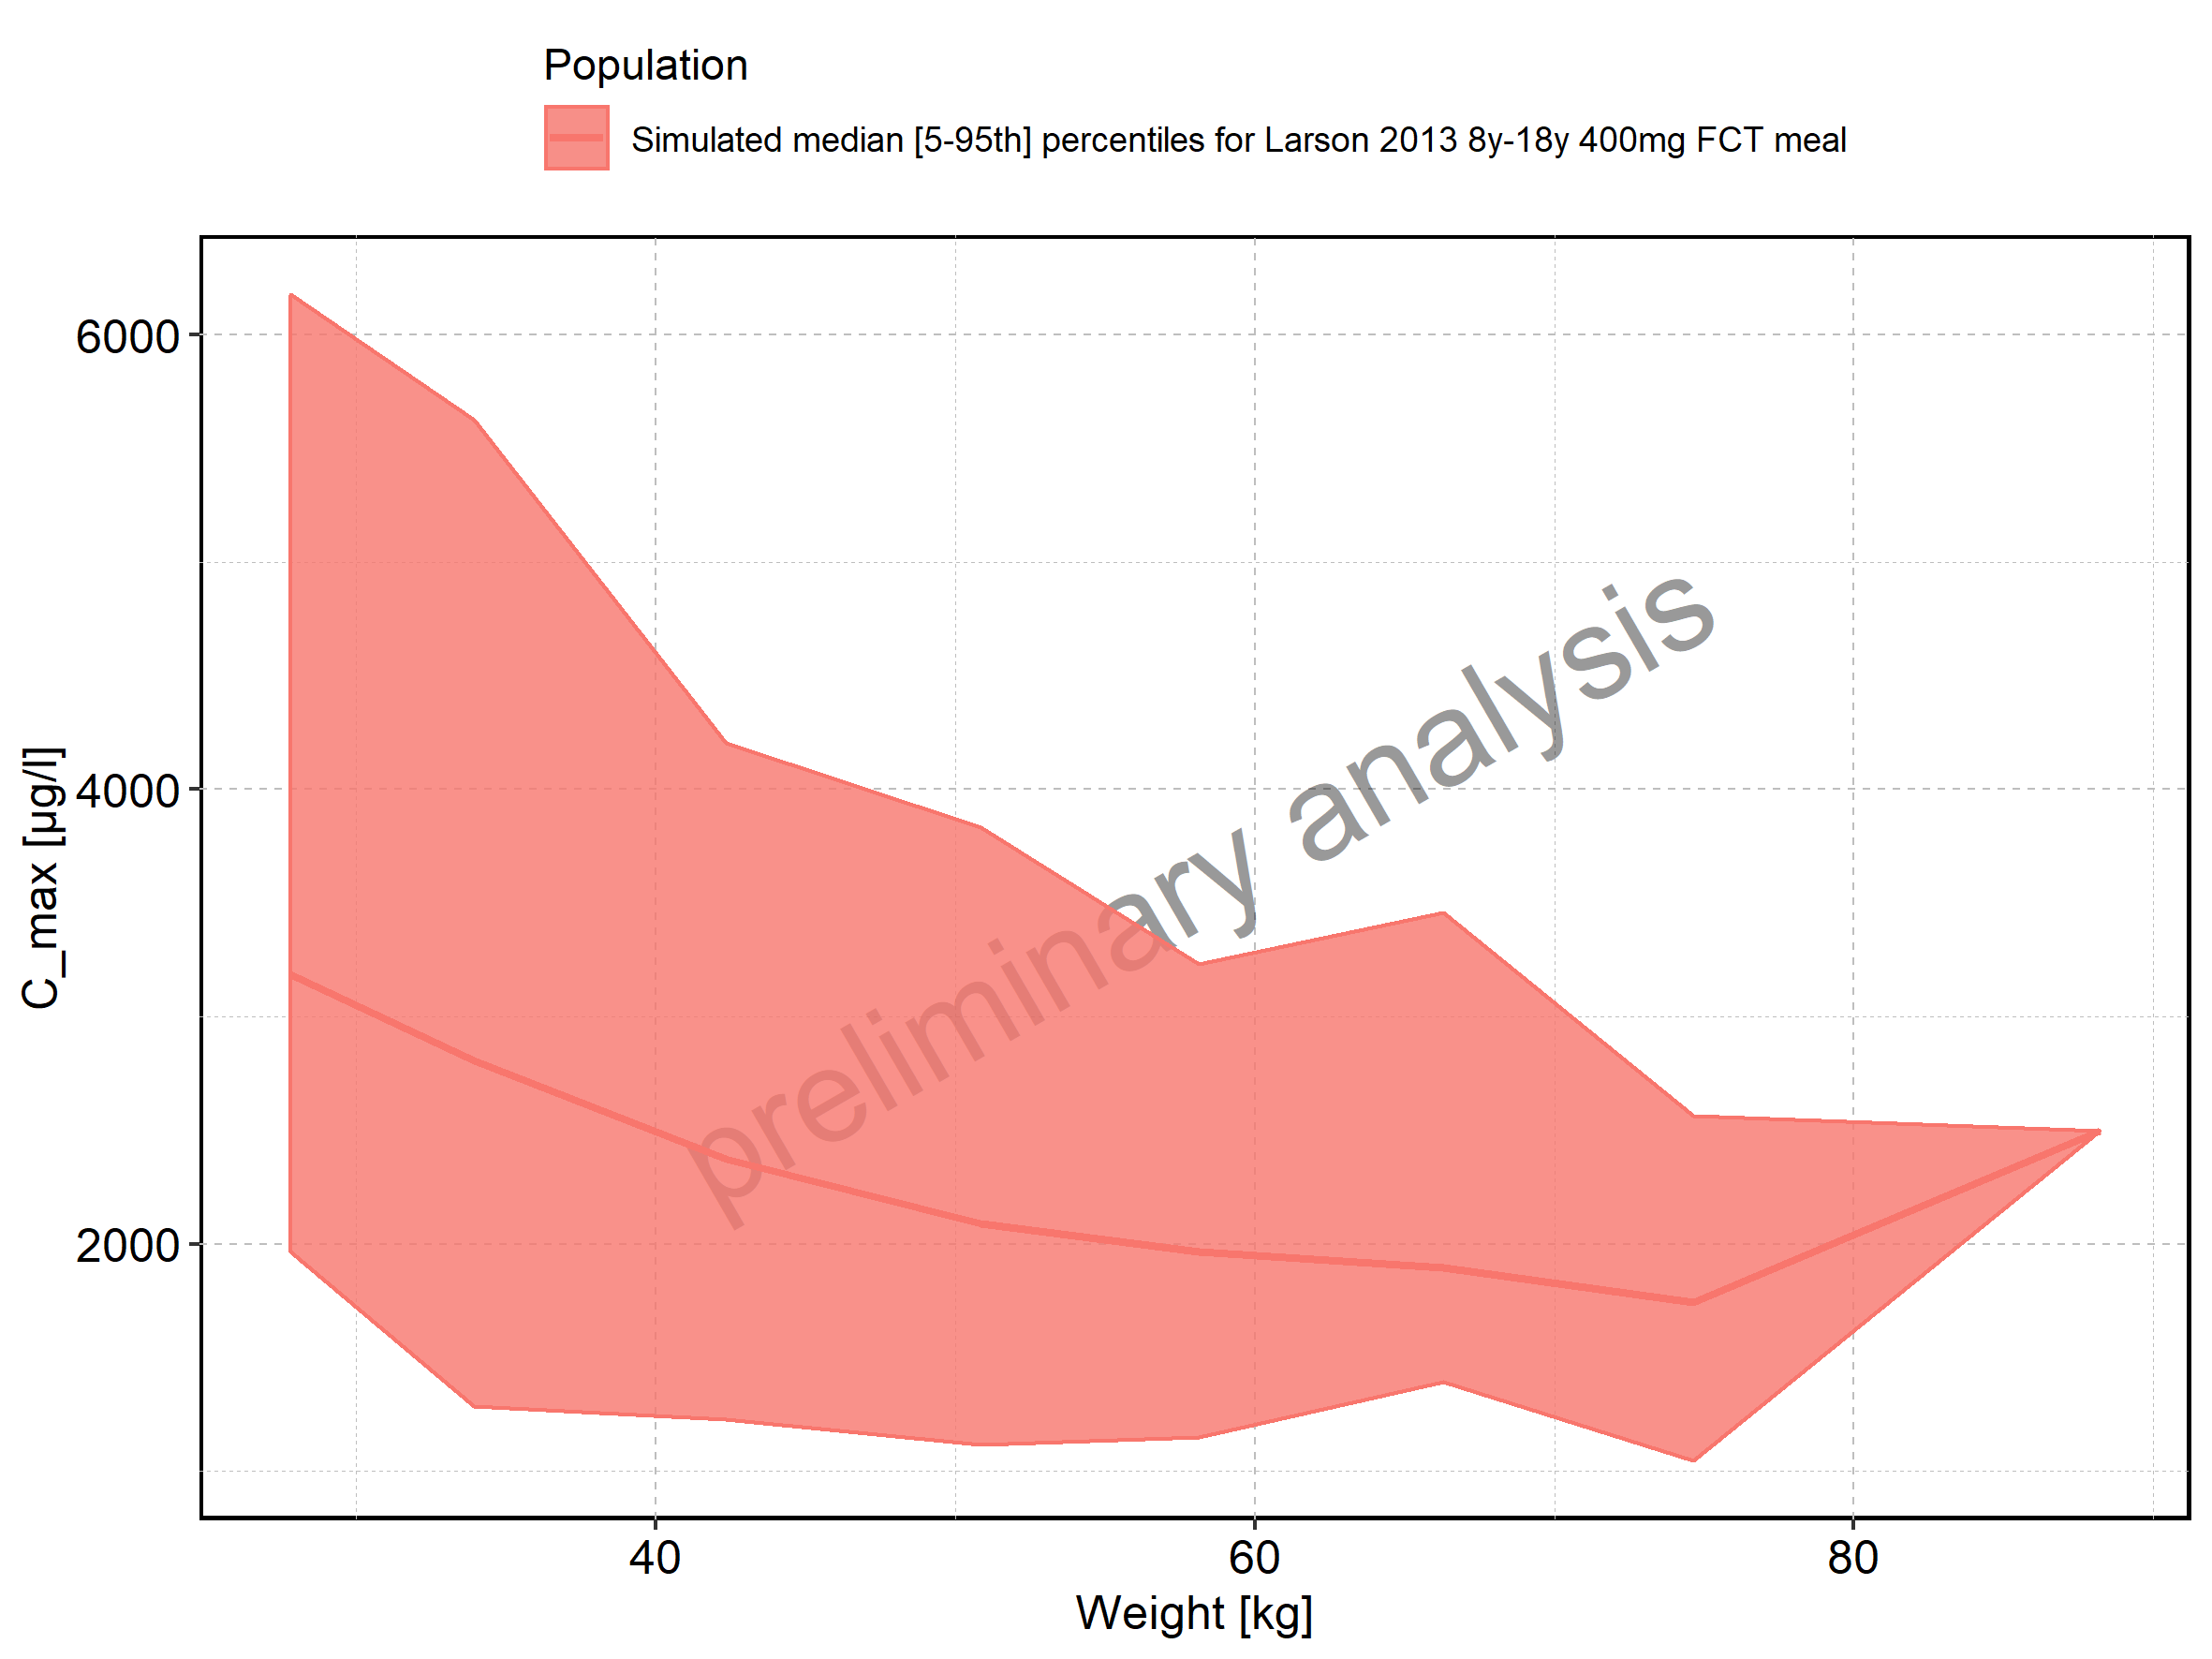 Population
Simulated median [5-95th] percentiles for Larson 2013 8y-18y 400mg FCT meal
6000
4000
2000
C_max [µg/l]
preliminary analysis
40 60 80
Weight [kg]